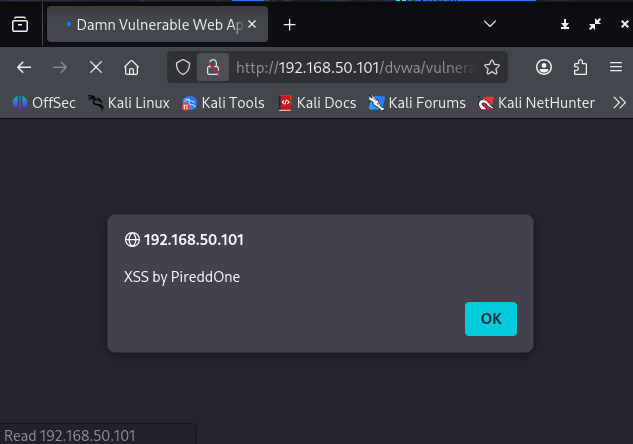 Damn Vulnerable Web Ap
http://192.168.50.101/dvwa/vulnera
OffSec Kali Linux Kali Tools Kali Docs Kali Forums Kali NetHunter
192.168.50.101
XSS by PireddOne
OK
Read 192.168.50.101